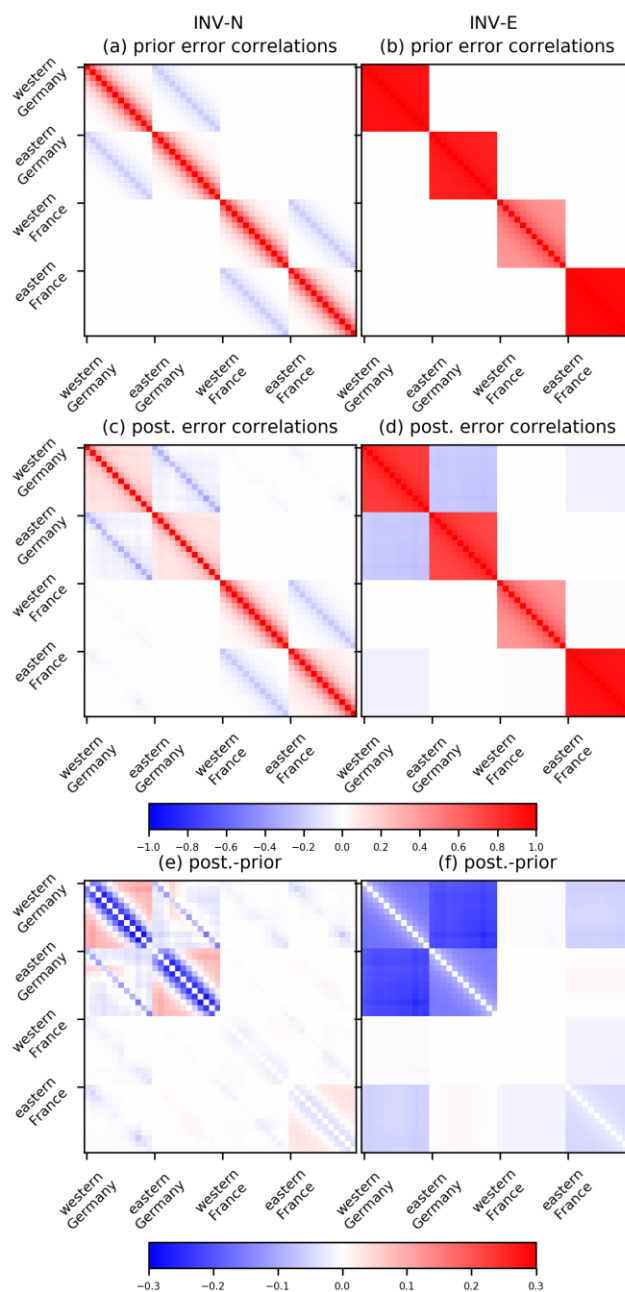 INV-N
INV-E
(a) prior error correlations
(b) prior error correlations
western
Germany
eastern
Germany
western
France
eastern
France
western
Germany
eastern
Germany
western
France
eastern
France
western
Germany
eastern
Germany
western
France
eastern
France
(c) post. error correlations
(d) post. error correlations
western
Germany
eastern
Germany
western
France
eastern
France
western
Germany
eastern
Germany
western
France
eastern
France
western
Germany
eastern
Germany
western
France
eastern
France
-1.0 -0.8 -0.6 -0.4 -0.2 0.0 0.2 0.4 0.6 0.8 1.0
(e) post.-prior
(f) post.-prior
western
Germany
eastern
Germany
western
France
eastern
France
western
Germany
eastern
Germany
western
France
eastern
France
western
Germany
eastern
Germany
western
France
eastern
France
-0.3 -0.2 -0.1 0.0 0.1 0.2 0.3